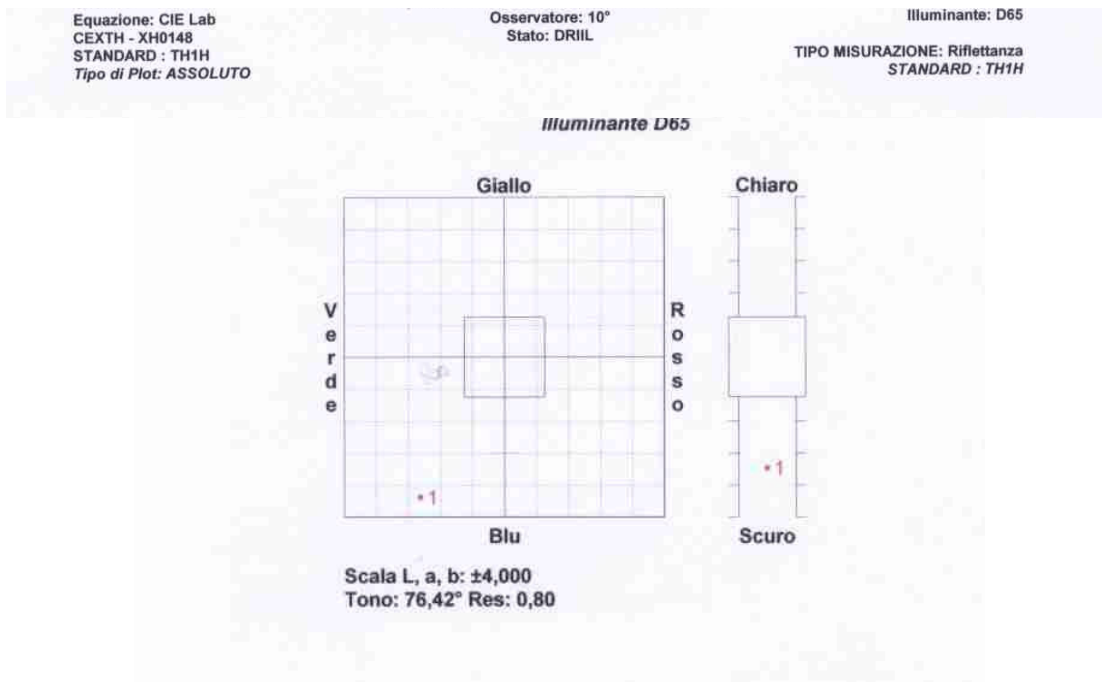 Equazione: CIE Lab
CEXTH - XH0148
STANDARD : TH1H
Tipo di Plot: ASSOLUTO
Osservatore: 10°
Stato: DRIIL
Illuminante: D65
TIPO MISURAZIONE: Riflettanza
STANDARD : TH1H
Illuminante D65
Giallo
Chiaro
Verde
Rosso
1
1
Blu
Scuro
Scala L, a, b: ±4,000
Tono: 76,42° Res: 0,80